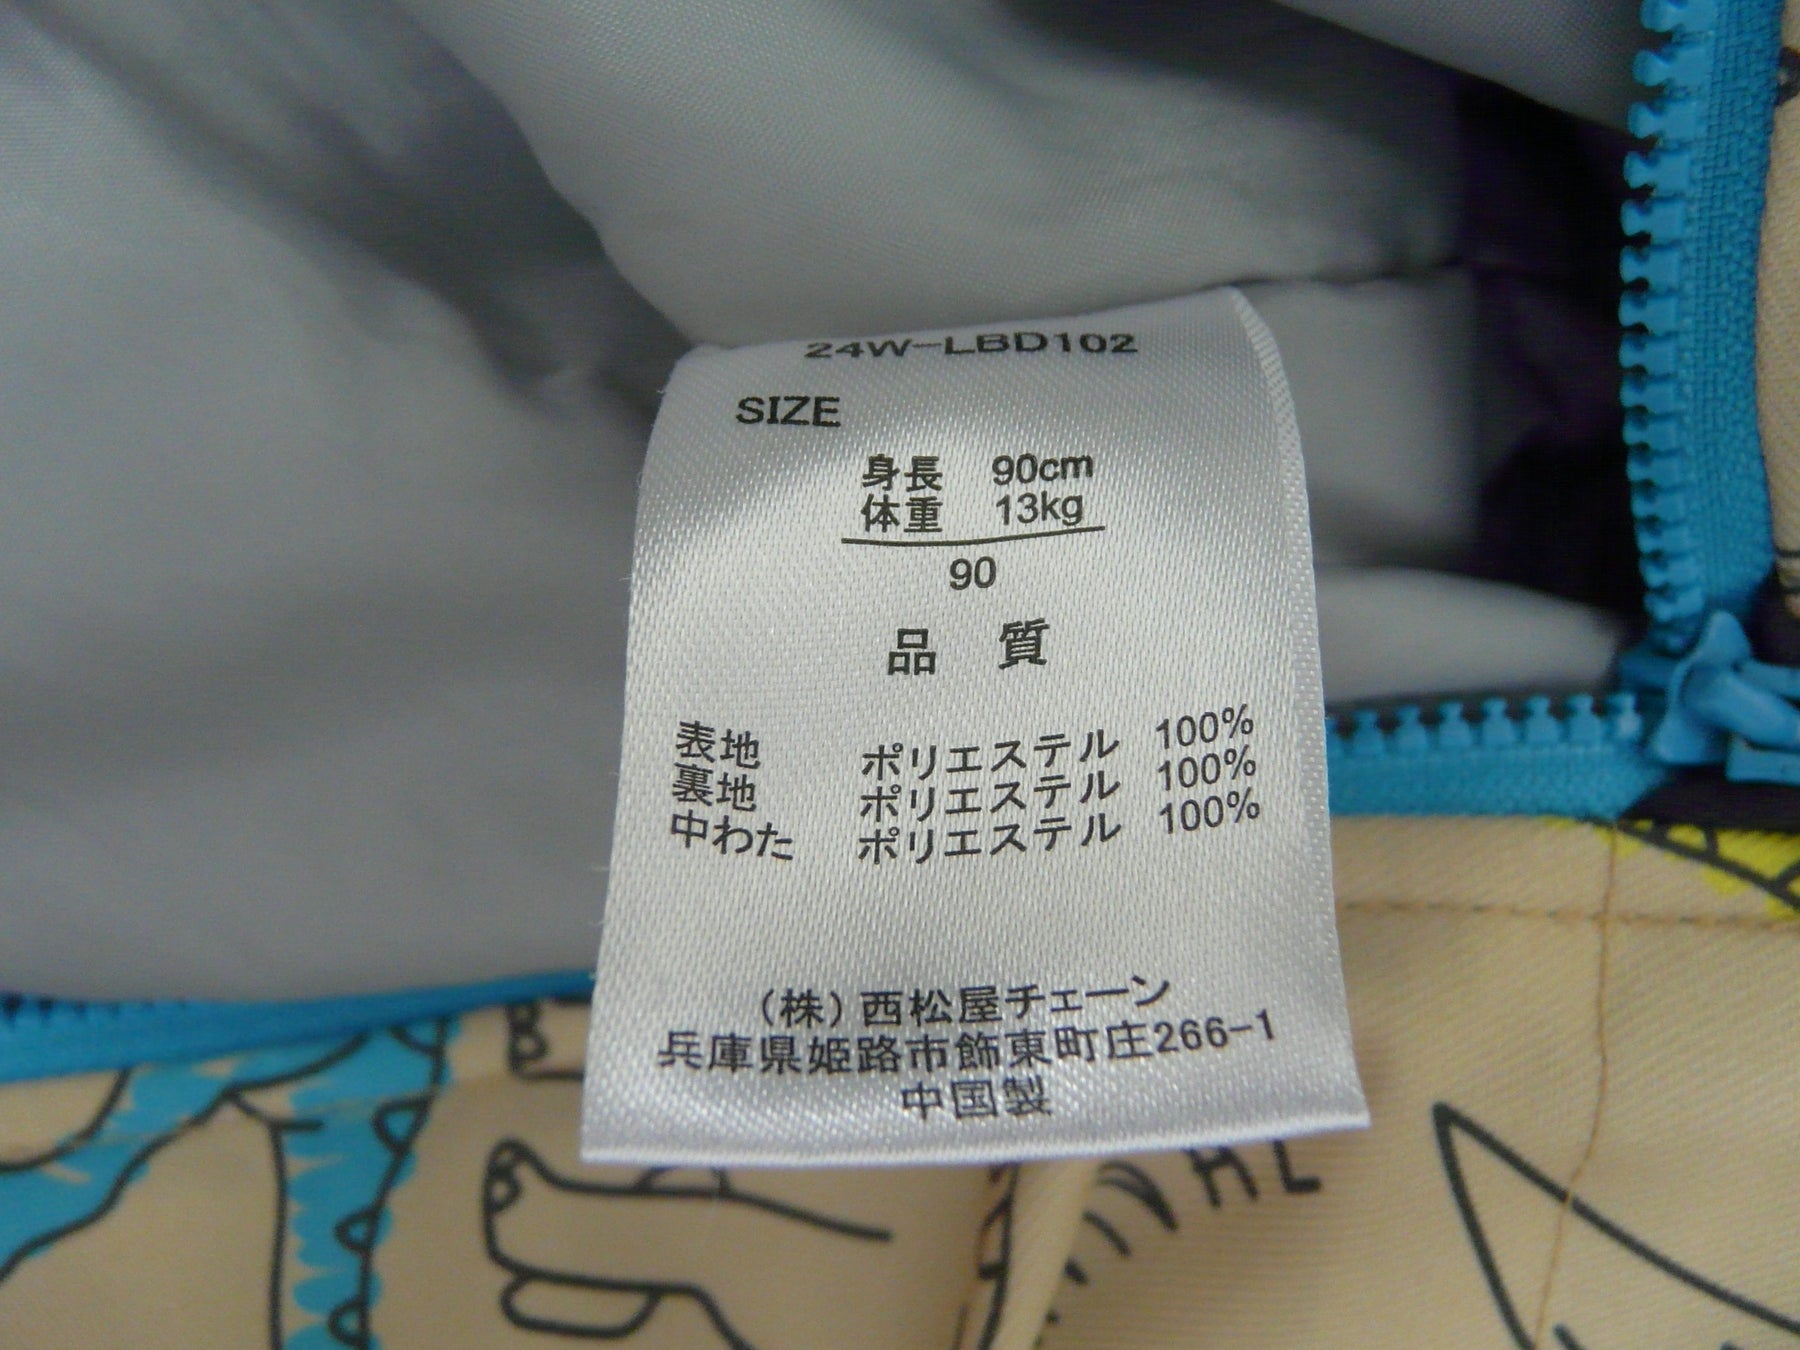 24W-LBD102
SIZE
身長 90cm
体重 13kg
90
品 質
表地 ポリエステル 100%
裏地 ポリエステル 100%
中わた ポリエステル 100%
(株)西松屋チェーン
兵庫県姫路市飾東町庄266-1
中国製